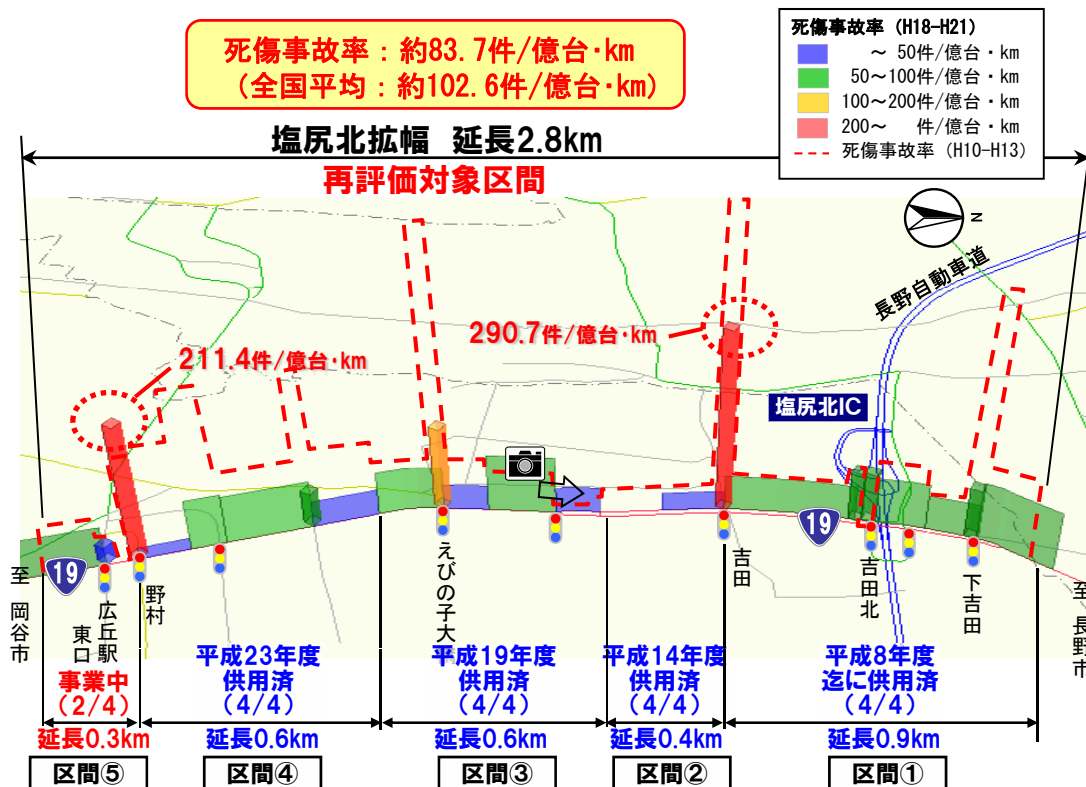 死傷事故率：約83.7件/億台・km
（全国平均：約102.6件/億台・km）
死傷事故率（H18-H21）
～ 50件/億台・km
50～100件/億台・km
100～200件/億台・km
200～ 件/億台・km
死傷事故率（H10-H13）
塩尻北拡幅 延長2.8km
再評価対象区間
N
長野自動車道
290.7件/億台・km
211.4件/億台・km
塩尻北IC
19
19
至 岡谷市
広丘駅
東口
野村
えびの子大
吉田
吉田北
下吉田
至 長野市
事業中
（2/4）
延長0.3km
区間⑤
平成23年度
供用済
（4/4）
延長0.6km
区間④
平成19年度
供用済
（4/4）
延長0.6km
区間③
平成14年度
供用済
（4/4）
延長0.4km
区間②
平成8年度
迄に供用済
（4/4）
延長0.9km
区間①